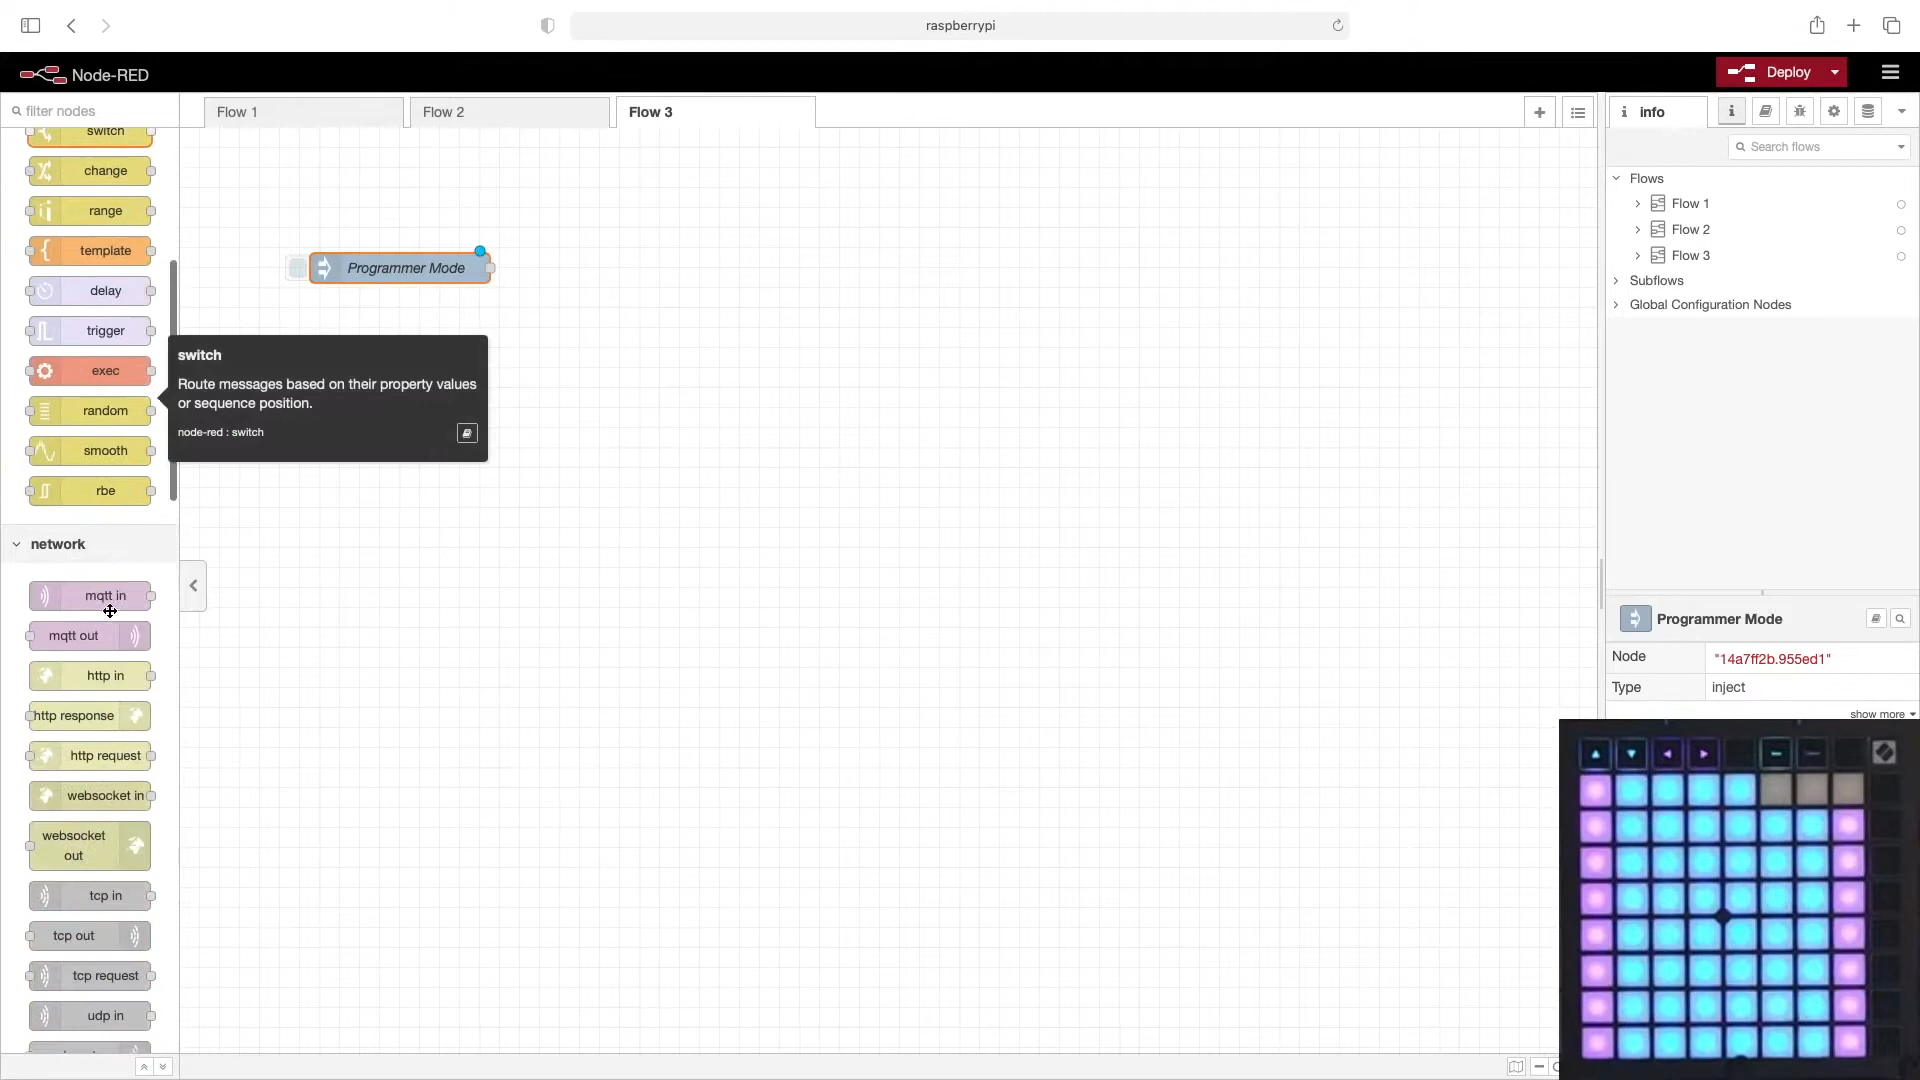 raspberrypi
Node-RED
Deploy
filter nodes
Flow 1
Flow 2
Flow 3
info
switch
change
range
template
delay
trigger
exec
random
smooth
rbe
network
mqtt in
mqtt out
http in
http response
http request
websocket in
websocket
out
tcp in
tcp out
tcp request
udp in
Programmer Mode
switch
Route messages based on their property values
or sequence position.
node-red : switch
Search flows
Flows
Flow 1
Flow 2
Flow 3
Subflows
Global Configuration Nodes
Programmer Mode
Node
"14a7ff2b.955ed1"
Type
inject
show more